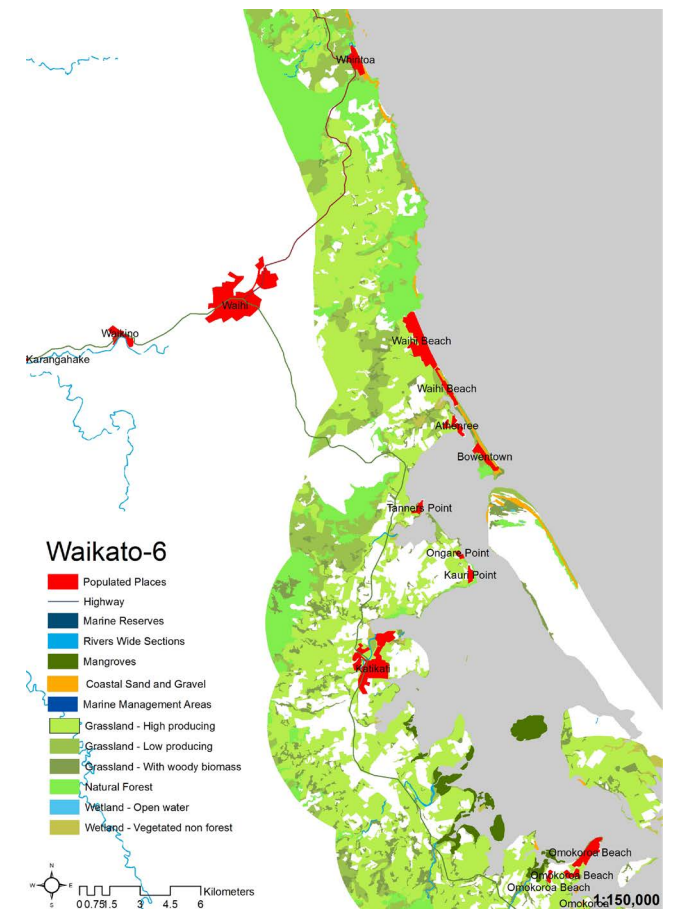 Whiritoa
Waihi
Waikino
Karangahake
Waihi Beach
Waihi Beach
Athenree
Bowentown
Tanners Point
Ongare Point
Kauri Point
Katikati
Waikato-6
Populated Places
Highway
Marine Reserves
Rivers Wide Sections
Mangroves
Coastal Sand and Gravel
Marine Management Areas
Grassland - High producing
Grassland - Low producing
Grassland - With woody biomass
Natural Forest
Wetland - Open water
Wetland - Vegetated non forest
Omokoroa Beach
Omokoroa Beach
Omokoroa Beach
Omokoroa
N
W E
S
Kilometers
0 0.75 1.5 3 4.5 6
1:150,000